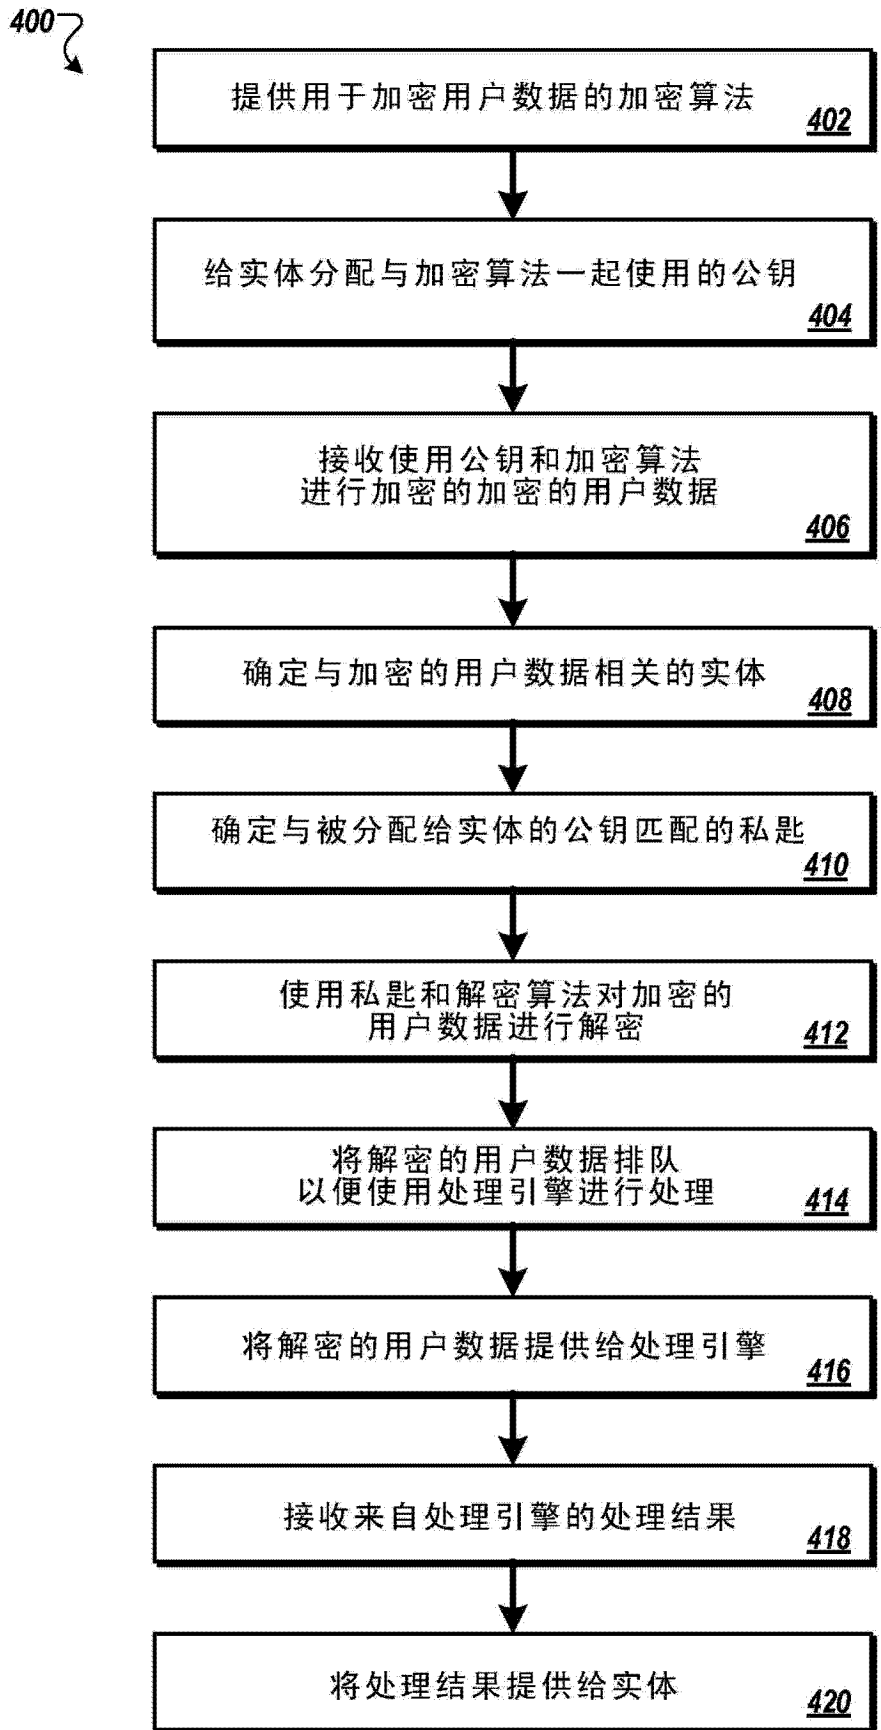 400
提供用于加密用户数据的加密算法
402
给实体分配与加密算法一起使用的公钥
404
接收使用公钥和加密算法
进行加密的加密的用户数据
406
确定与加密的用户数据相关的实体
408
确定与被分配给实体的公钥匹配的私匙
410
使用私匙和解密算法对加密的
用户数据进行解密
412
将解密的用户数据排队
以便使用处理引擎进行处理
414
将解密的用户数据提供给处理引擎
416
接收来自处理引擎的处理结果
418
将处理结果提供给实体
420